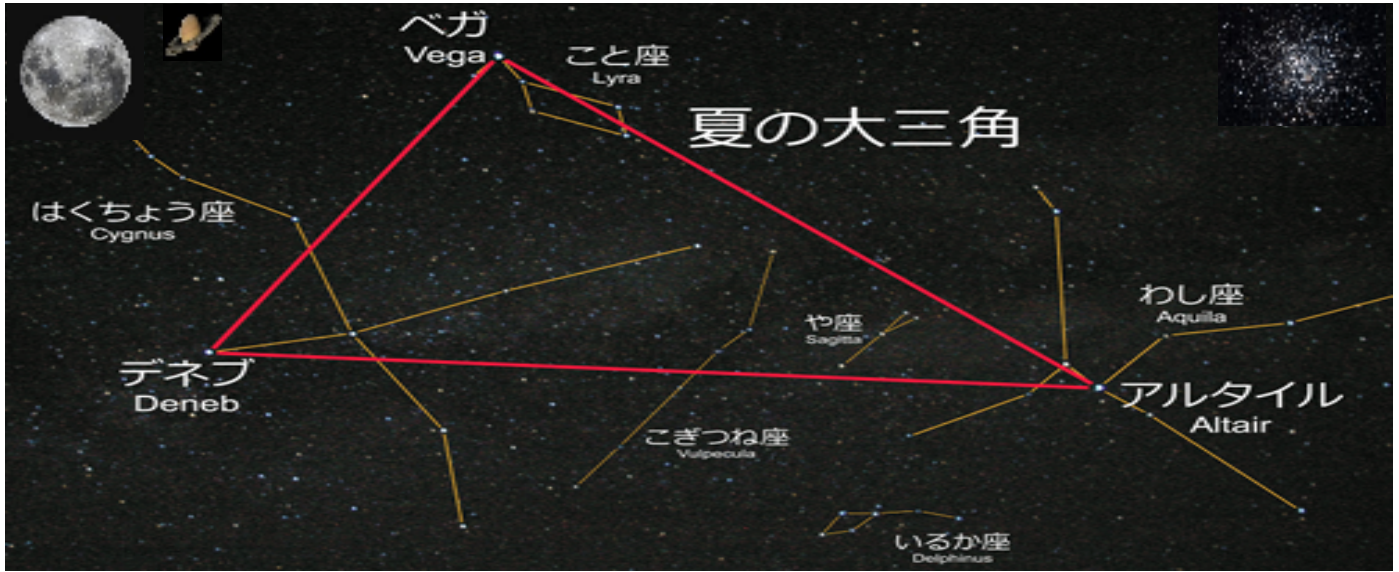 ベガ
Vega
こと座
Lyra
夏の大三角
はくちょう座
Cygnus
わし座
Aquila
や座
Sagitta
デネブ
Deneb
アルタイル
Altair
こぎつね座
Vulpecula
いるか座
Delphinus